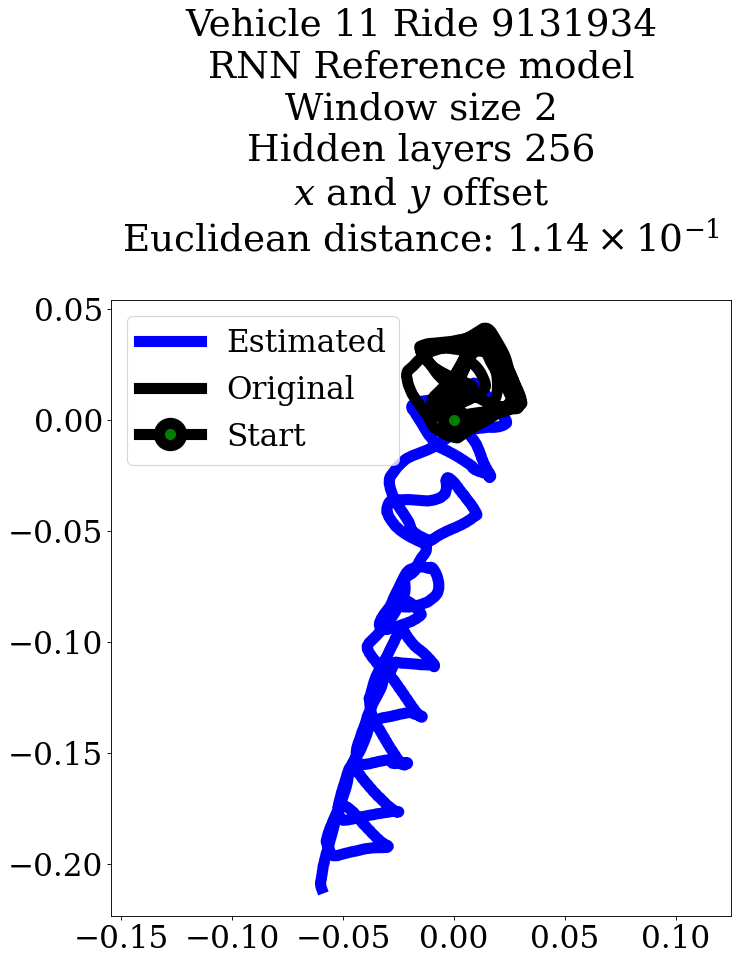 Vehicle 11 Ride 9131934
RNN Reference model
Window size 2
Hidden layers 256
x and y offset
Euclidean distance: 1.14 × 10⁻¹
Estimated
Original
Start
0.05
0.00
−0.05
−0.10
−0.15
−0.20
−0.15 −0.10 −0.05 0.00 0.05 0.10